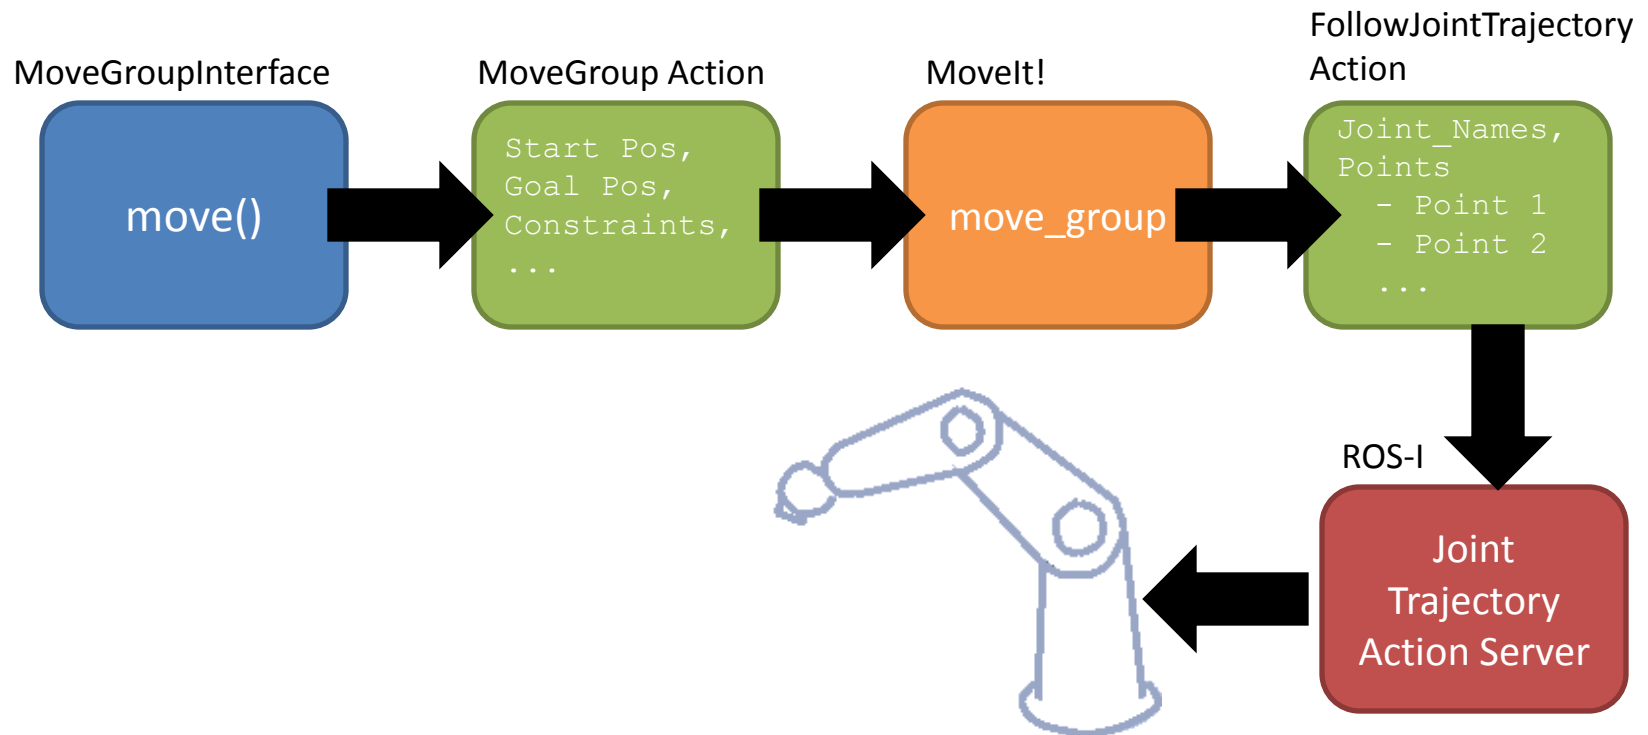 MoveGroupInterface
move()
MoveGroup Action
Start Pos,
Goal Pos,
Constraints,
...
MoveIt!
move_group
FollowJointTrajectory
Action
Joint_Names,
Points
- Point 1
- Point 2
...
ROS-I
Joint
Trajectory
Action Server